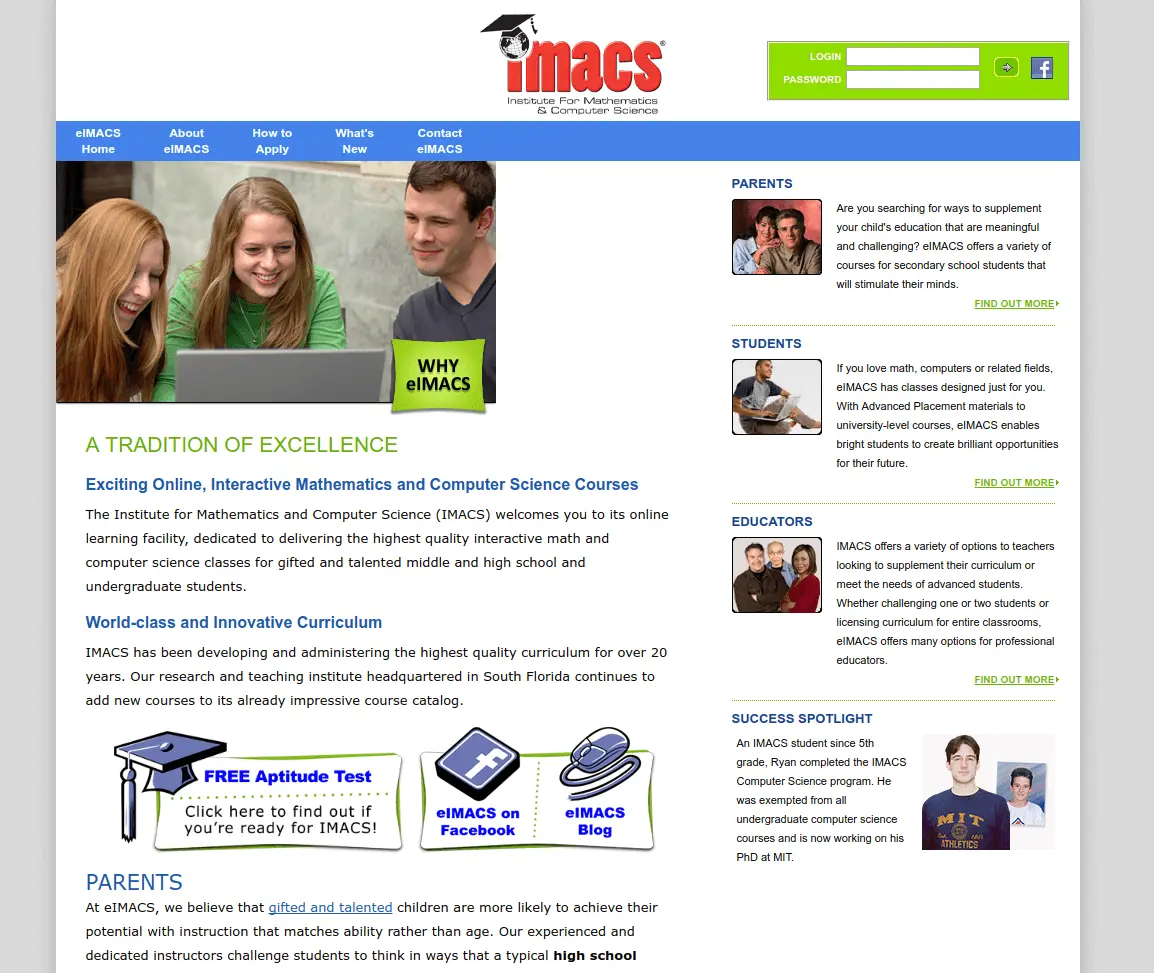 imacs®
Institute For Mathematics
& Computer Science
LOGIN
PASSWORD
eIMACS
Home
About
eIMACS
How to
Apply
What's
New
Contact
eIMACS
WHY
eIMACS
A TRADITION OF EXCELLENCE
Exciting Online, Interactive Mathematics and Computer Science Courses
The Institute for Mathematics and Computer Science (IMACS) welcomes you to its online
learning facility, dedicated to delivering the highest quality interactive math and
computer science classes for gifted and talented middle and high school and
undergraduate students.
World-class and Innovative Curriculum
IMACS has been developing and administering the highest quality curriculum for over 20
years. Our research and teaching institute headquartered in South Florida continues to
add new courses to its already impressive course catalog.
FREE Aptitude Test
Click here to find out if
you're ready for IMACS!
eIMACS on
Facebook
eIMACS
Blog
PARENTS
At eIMACS, we believe that gifted and talented children are more likely to achieve their
potential with instruction that matches ability rather than age. Our experienced and
dedicated instructors challenge students to think in ways that a typical high school
PARENTS
Are you searching for ways to supplement
your child's education that are meaningful
and challenging? eIMACS offers a variety of
courses for secondary school students that
will stimulate their minds.
FIND OUT MORE
STUDENTS
If you love math, computers or related fields,
eIMACS has classes designed just for you.
With Advanced Placement materials to
university-level courses, eIMACS enables
bright students to create brilliant opportunities
for their future.
FIND OUT MORE
EDUCATORS
IMACS offers a variety of options to teachers
looking to supplement their curriculum or
meet the needs of advanced students.
Whether challenging one or two students or
licensing curriculum for entire classrooms,
eIMACS offers many options for professional
educators.
FIND OUT MORE
SUCCESS SPOTLIGHT
An IMACS student since 5th
grade, Ryan completed the IMACS
Computer Science program. He
was exempted from all
undergraduate computer science
courses and is now working on his
PhD at MIT.
MIT
ATHLETICS